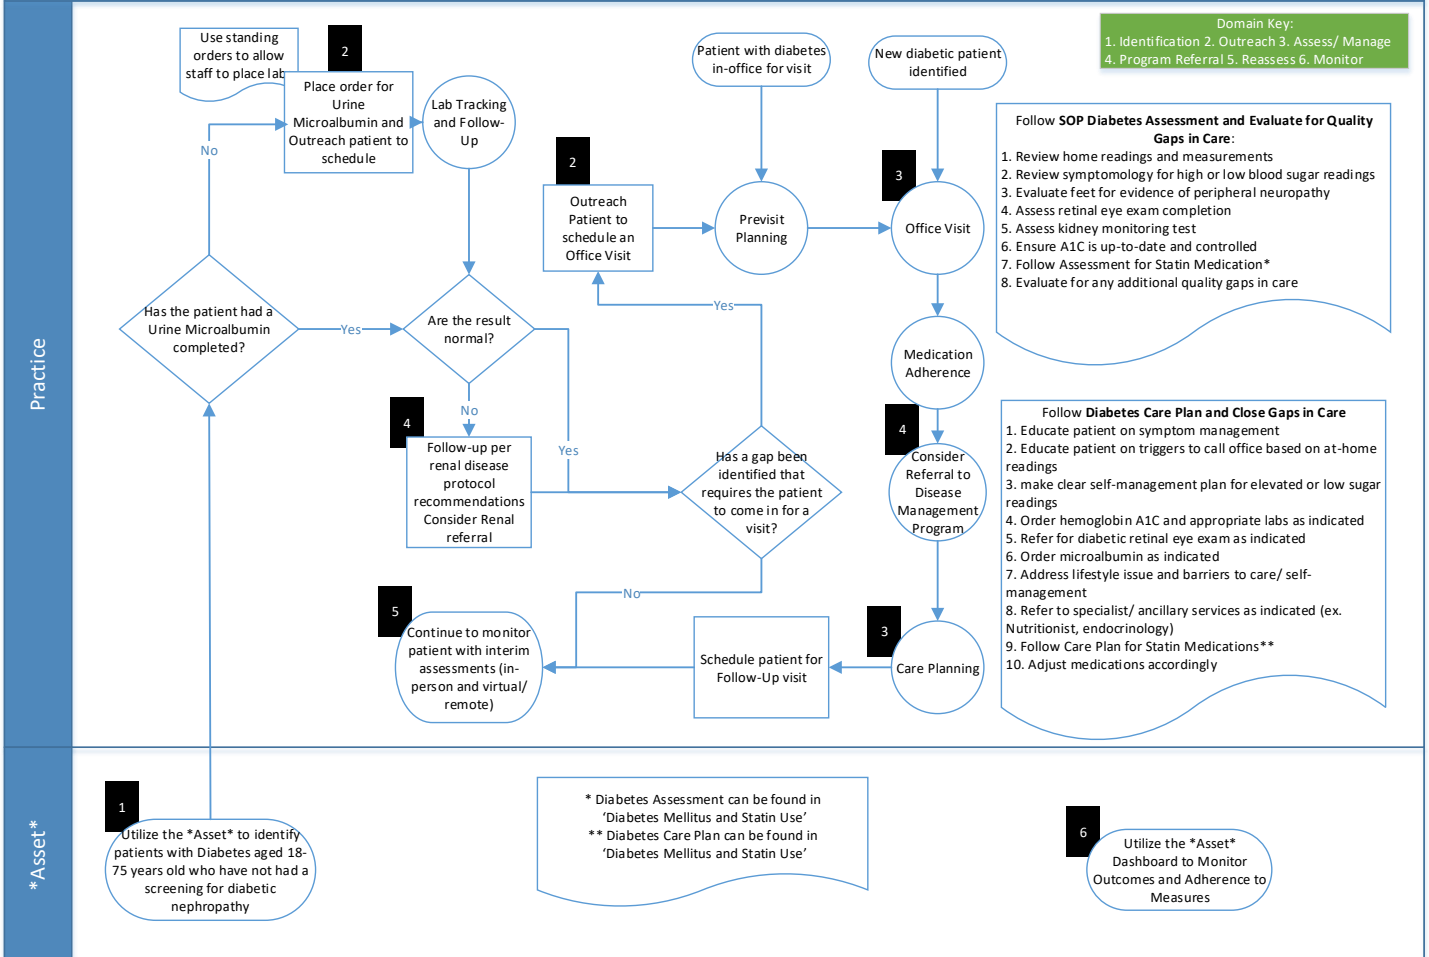 Domain Key:
1. Identification 2. Outreach 3. Assess/ Manage
4. Program Referral 5. Reassess 6. Monitor
Practice
Use standing
orders to allow
staff to place lab
2
Place order for
Urine
Microalbumin and
Outreach patient to
schedule
Lab Tracking
and Follow-
Up
No
Has the patient had a
Urine Microalbumin
completed?
Yes
Are the result
normal?
No
Yes
4
Follow-up per
renal disease
protocol
recommendations
Consider Renal
referral
2
Outreach
Patient to
schedule an
Office Visit
Yes
Has a gap been
identified that
requires the patient
to come in for a
visit?
No
5
Continue to monitor
patient with interim
assessments (in-
person and virtual/
remote)
Patient with diabetes
in-office for visit
New diabetic patient
identified
Previsit
Planning
3
Office Visit
Medication
Adherence
4
Consider
Referral to
Disease
Management
Program
3
Care Planning
Schedule patient for
Follow-Up visit
Follow SOP Diabetes Assessment and Evaluate for Quality
Gaps in Care:
1. Review home readings and measurements
2. Review symptomology for high or low blood sugar readings
3. Evaluate feet for evidence of peripheral neuropathy
4. Assess retinal eye exam completion
5. Assess kidney monitoring test
6. Ensure A1C is up-to-date and controlled
7. Follow Assessment for Statin Medication*
8. Evaluate for any additional quality gaps in care
Follow Diabetes Care Plan and Close Gaps in Care
1. Educate patient on symptom management
2. Educate patient on triggers to call office based on at-home
readings
3. make clear self-management plan for elevated or low sugar
readings
4. Order hemoglobin A1C and appropriate labs as indicated
5. Refer for diabetic retinal eye exam as indicated
6. Order microalbumin as indicated
7. Address lifestyle issue and barriers to care/ self-
management
8. Refer to specialist/ ancillary services as indicated (ex.
Nutritionist, endocrinology)
9. Follow Care Plan for Statin Medications**
10. Adjust medications accordingly
*Asset*
1
Utilize the *Asset* to identify
patients with Diabetes aged 18-
75 years old who have not had a
screening for diabetic
nephropathy
* Diabetes Assessment can be found in
‘Diabetes Mellitus and Statin Use’
** Diabetes Care Plan can be found in
‘Diabetes Mellitus and Statin Use’
6
Utilize the *Asset*
Dashboard to Monitor
Outcomes and Adherence to
Measures